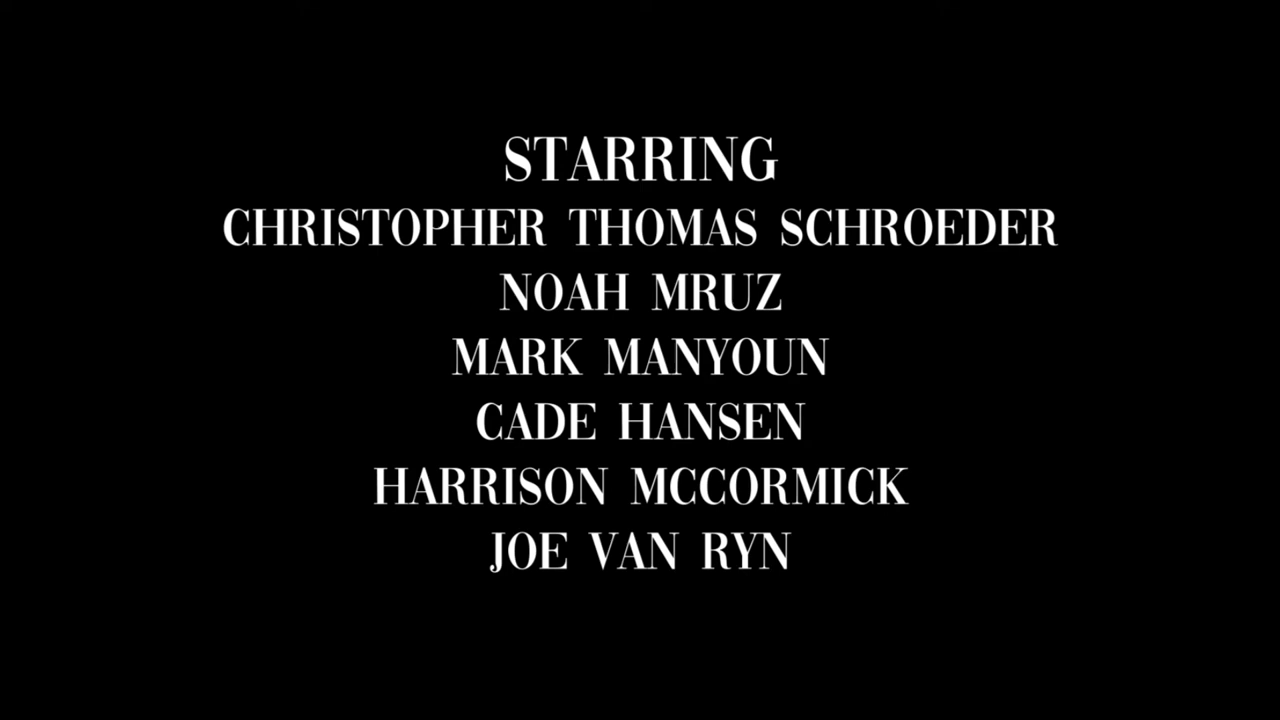 STARRING
CHRISTOPHER THOMAS SCHROEDER
NOAH MRUZ
MARK MANYOUN
CADE HANSEN
HARRISON MCCORMICK
JOE VAN RYN